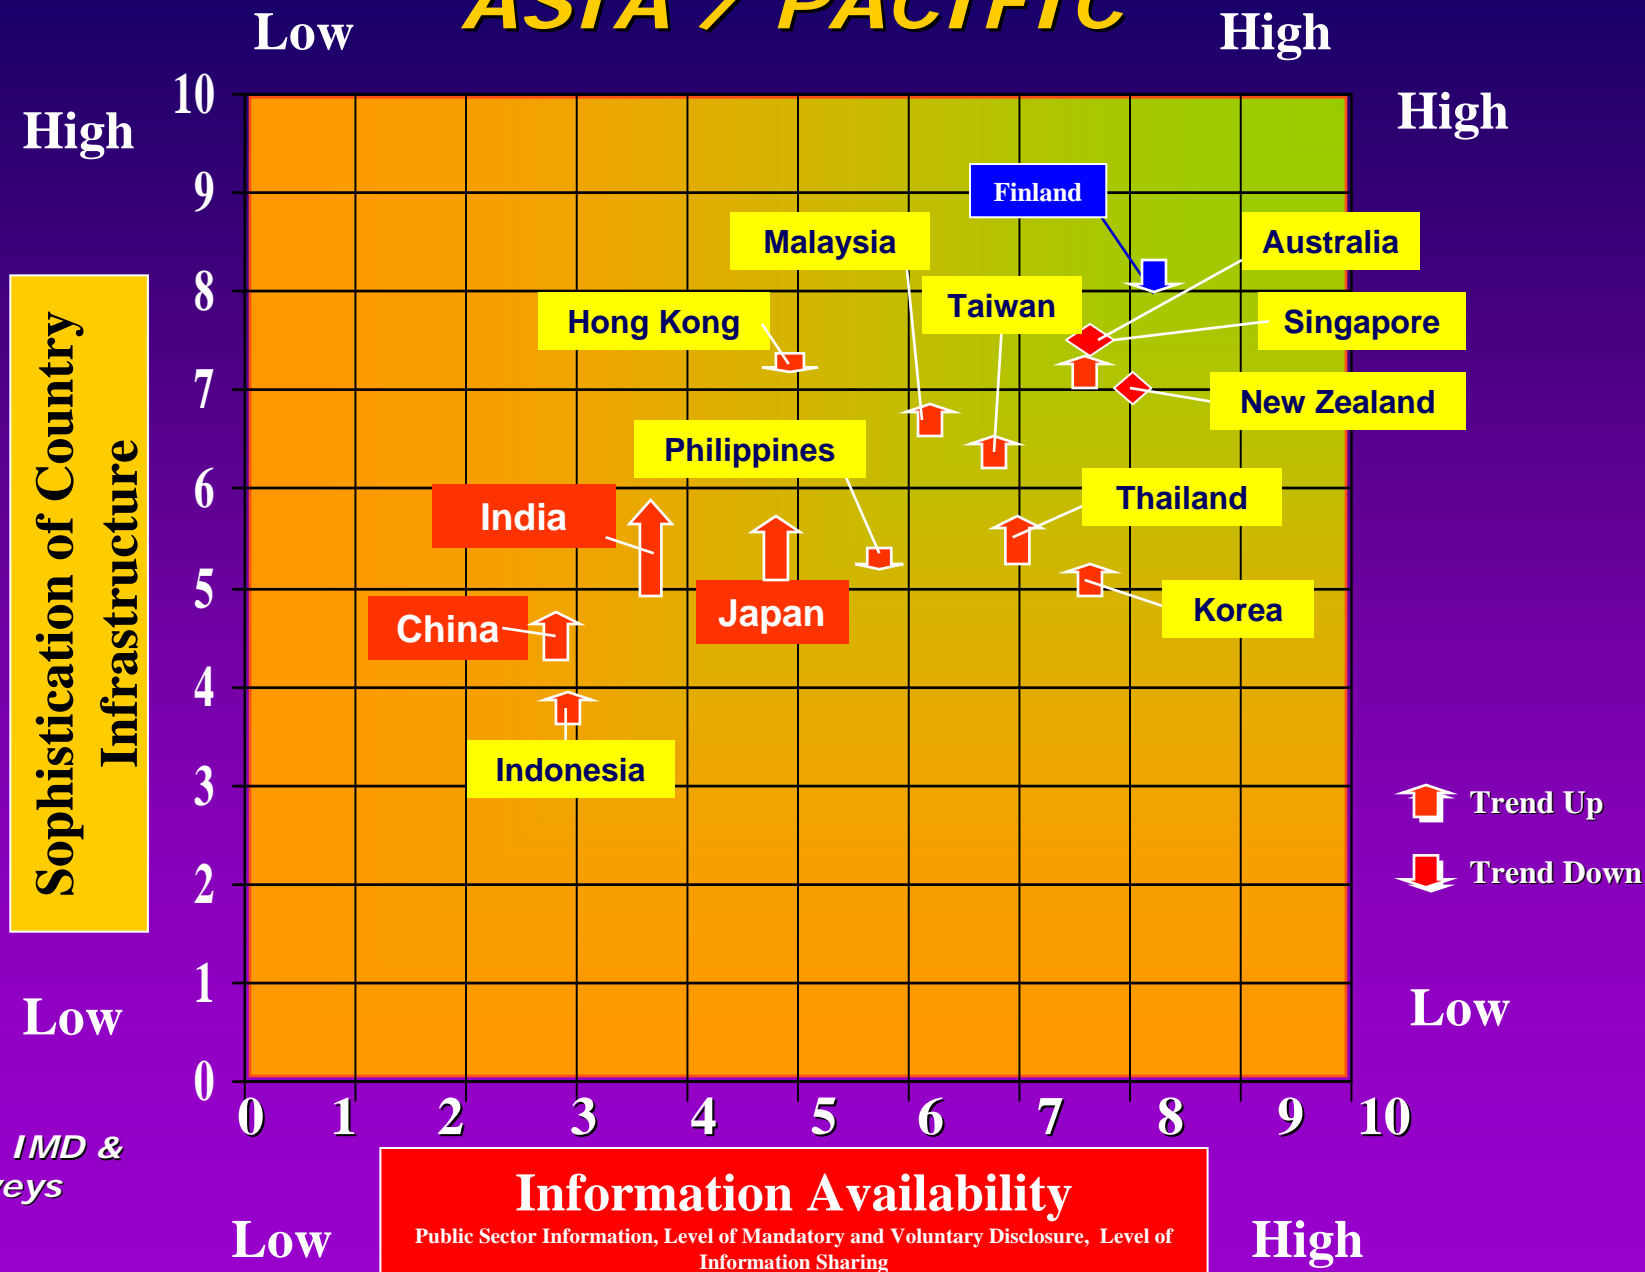 ASIA / PACIFIC
Low
High
10
High
High
9
Finland
Malaysia
Australia
8
Taiwan
Hong Kong
Singapore
7
New Zealand
Philippines
6
Thailand
India
5
Japan
Korea
China
4
Indonesia
3
Sophistication of Country
Infrastructure
Trend Up
Trend Down
2
1
Low
Low
0
0 1 2 3 4 5 6 7 8 9 10
IMD &
veys
Information Availability
Public Sector Information, Level of Mandatory and Voluntary Disclosure, Level of
Information Sharing
Low
High